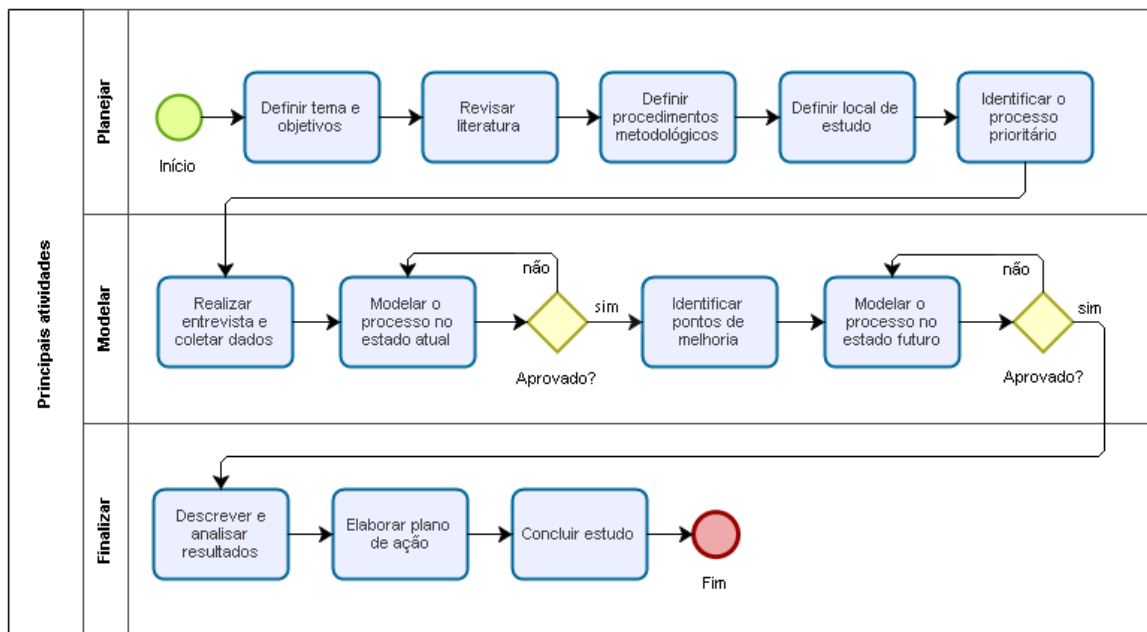 Principais atividades
Planejar
Início
Definir tema e
objetivos
Revisar
literatura
Definir
procedimentos
metodológicos
Definir local de
estudo
Identificar o
processo
prioritário
Modelar
Realizar
entrevista e
coletar dados
Modelar o
processo no
estado atual
não
sim
Aprovado?
Identificar
pontos de
melhoria
Modelar o
processo no
estado futuro
não
sim
Aprovado?
Finalizar
Descrever e
analisar
resultados
Elaborar plano
de ação
Concluir estudo
Fim